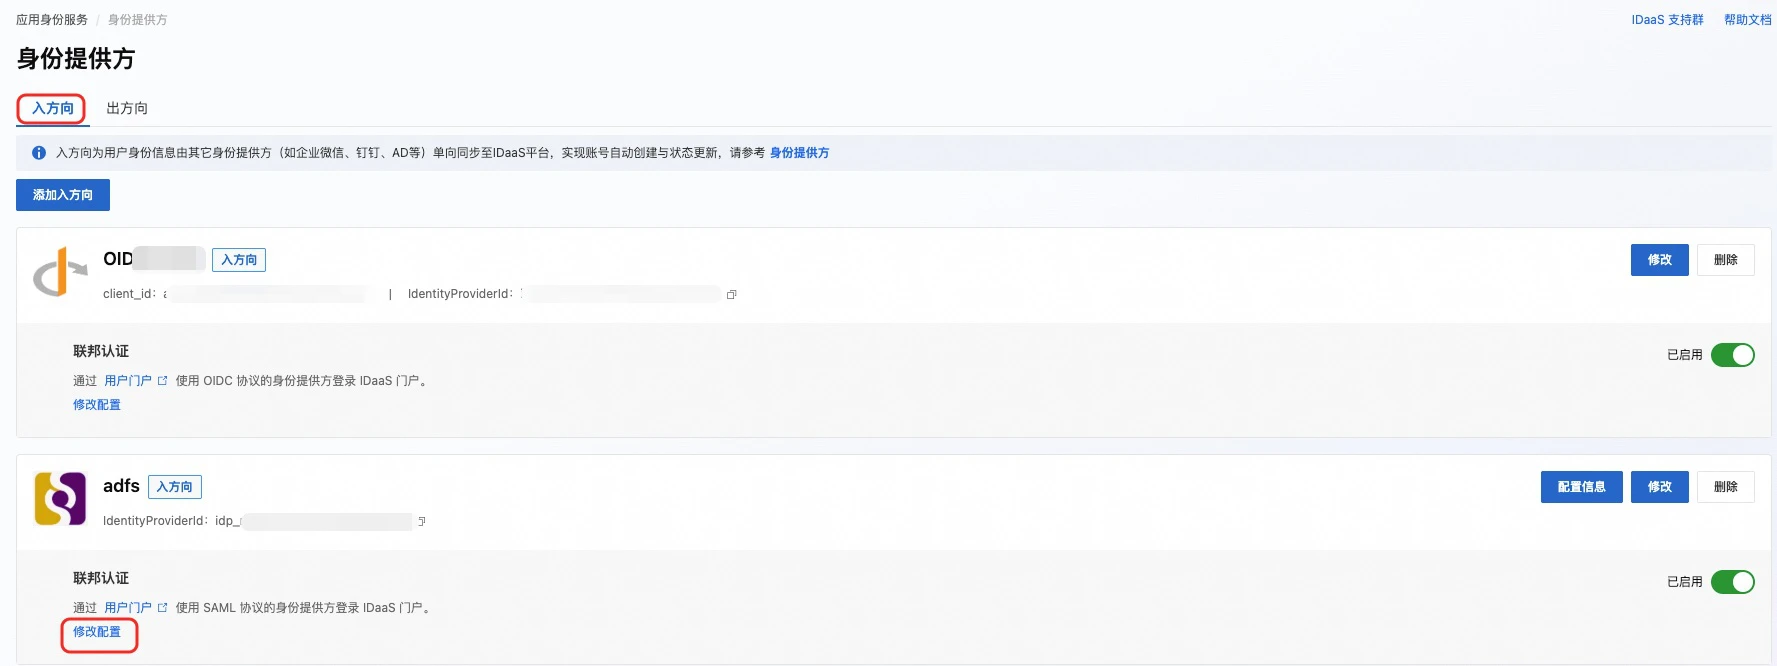 应用身份服务 / 身份提供方
IDaaS 支持群 帮助文档
身份提供方
入方向 出方向
入方向为用户身份信息由其它身份提供方（如企业微信、钉钉、AD等）单向同步至IDaaS平台，实现账号自动创建与状态更新，请参考 身份提供方
添加入方向
OID 入方向
修改 删除
client_id： | IdentityProviderId：
联邦认证
已启用
通过 用户门户 使用 OIDC 协议的身份提供方登录 IDaaS 门户。
修改配置
adfs 入方向
配置信息 修改 删除
IdentityProviderId： idp_
联邦认证
已启用
通过 用户门户 使用 SAML 协议的身份提供方登录 IDaaS 门户。
修改配置